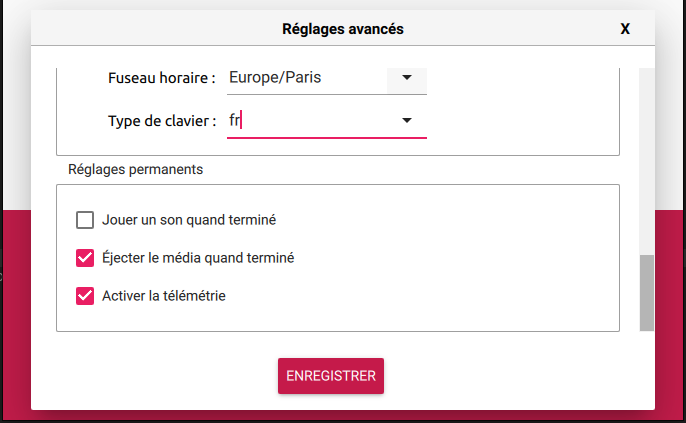 Réglages avancés X
Fuseau horaire : Europe/Paris
Type de clavier : fr
Réglages permanents
Jouer un son quand terminé
Éjecter le média quand terminé
Activer la télémétrie
ENREGISTRER